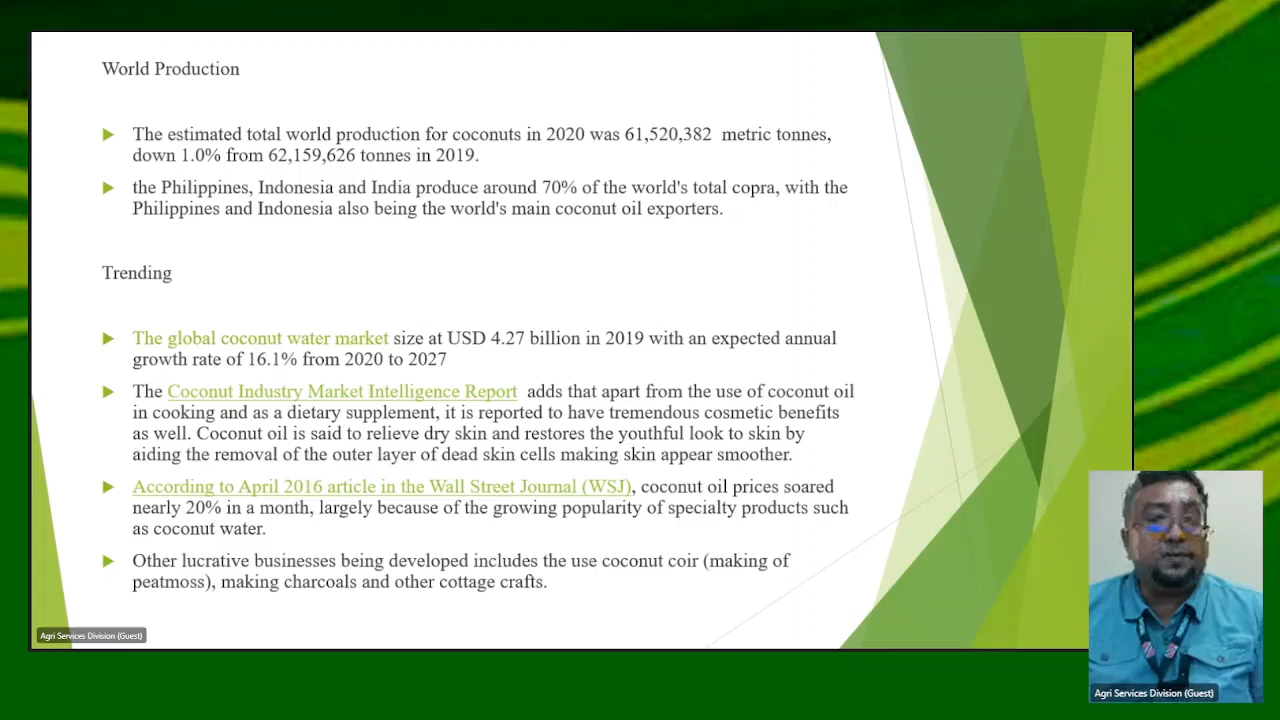 World Production
The estimated total world production for coconuts in 2020 was 61,520,382 metric tonnes,
down 1.0% from 62,159,626 tonnes in 2019.
the Philippines, Indonesia and India produce around 70% of the world's total copra, with the
Philippines and Indonesia also being the world's main coconut oil exporters.
Trending
The global coconut water market size at USD 4.27 billion in 2019 with an expected annual
growth rate of 16.1% from 2020 to 2027
The Coconut Industry Market Intelligence Report adds that apart from the use of coconut oil
in cooking and as a dietary supplement, it is reported to have tremendous cosmetic benefits
as well. Coconut oil is said to relieve dry skin and restores the youthful look to skin by
aiding the removal of the outer layer of dead skin cells making skin appear smoother.
According to April 2016 article in the Wall Street Journal (WSJ), coconut oil prices soared
nearly 20% in a month, largely because of the growing popularity of specialty products such
as coconut water.
Other lucrative businesses being developed includes the use coconut coir (making of
peatmoss), making charcoals and other cottage crafts.
Agri Services Division (Guest)
Agri Services Division (Guest)